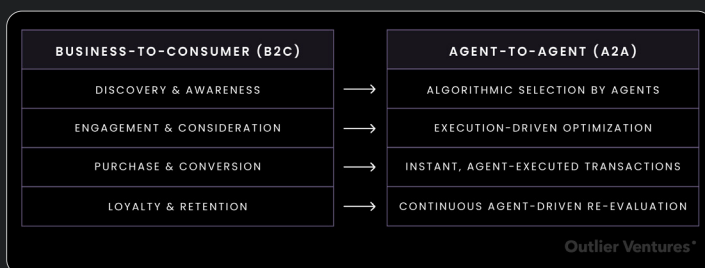 BUSINESS-TO-CONSUMER (B2C)
AGENT-TO-AGENT (A2A)
DISCOVERY & AWARENESS
ALGORITHMIC SELECTION BY AGENTS
ENGAGEMENT & CONSIDERATION
EXECUTION-DRIVEN OPTIMIZATION
PURCHASE & CONVERSION
INSTANT, AGENT-EXECUTED TRANSACTIONS
LOYALTY & RETENTION
CONTINUOUS AGENT-DRIVEN RE-EVALUATION
Outlier Ventures